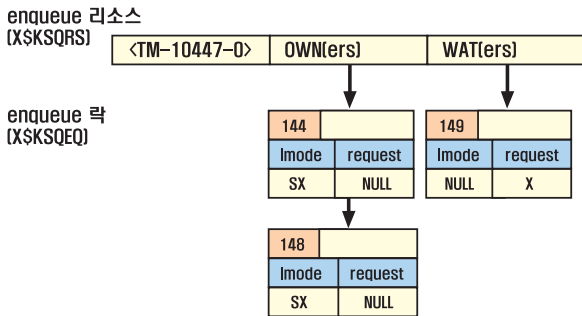 enqueue 리소스
(X$KSQRS)
<TM-10447-0> OWN(ers) WAT(ers)
enqueue 락
(X$KSQEQ)
144 149
lmode request lmode request
SX NULL NULL X
148
lmode request
SX NULL